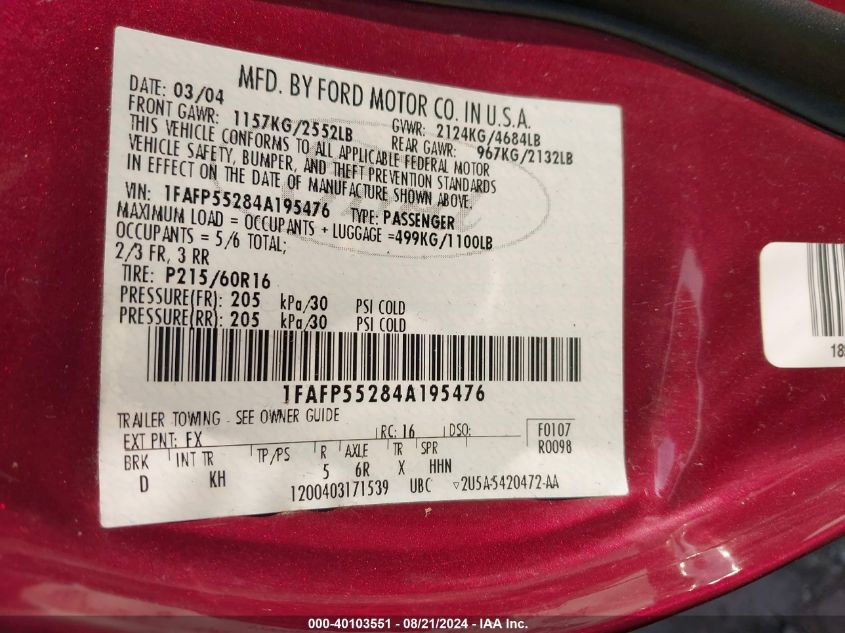 MFD. BY FORD MOTOR CO. IN U.S.A.
DATE: 03/04 GVWR: 2124KG/4684LB
FRONT GAWR: 1157KG/2552LB REAR GAWR: 967KG/2132LB
THIS VEHICLE CONFORMS TO ALL APPLICABLE FEDERAL MOTOR
VEHICLE SAFETY, BUMPER, AND THEFT PREVENTION STANDARDS
IN EFFECT ON THE DATE OF MANUFACTURE SHOWN ABOVE.
VIN: 1FAFP55284A195476 TYPE: PASSENGER
MAXIMUM LOAD = OCCUPANTS + LUGGAGE =499KG/1100LB
OCCUPANTS = 5/6 TOTAL;
2/3 FR, 3 RR
TIRE: P215/60R16
PRESSURE(FR): 205 kPa/30 PSI COLD
PRESSURE(RR): 205 kPa/30 PSI COLD
1FAFP55284A195476
TRAILER TOWING - SEE OWNER GUIDE
EXT PNT: FX RC: 16 DSO: F0107
R0098
BRK INT TR TP/PS R AXLE TR SPR
D KH 5 6R X HHN
1200403171539 UBC ▽2U5A-5420472-AA
000-40103551 / 08/21/2024 / IAA Inc.